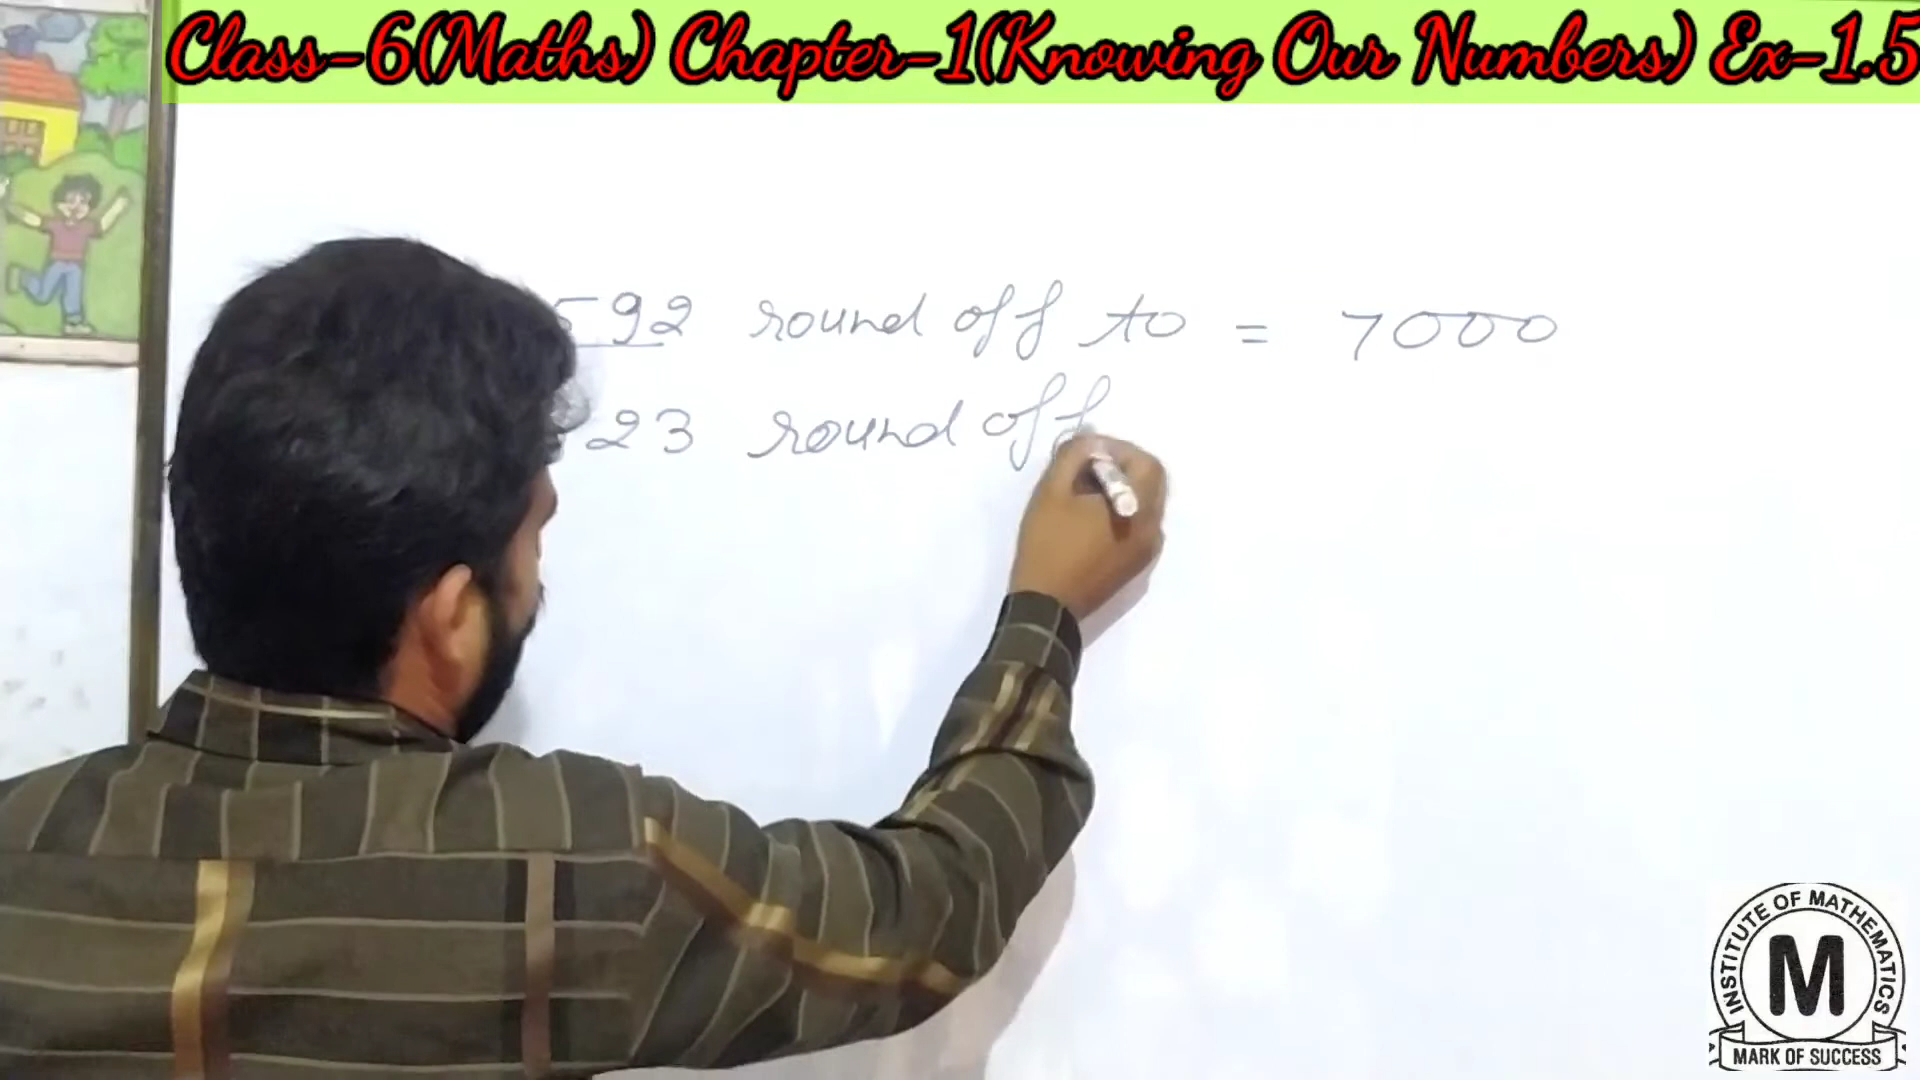 Class-6(Maths) Chapter-1(Knowing Our Numbers) Ex-1.5
592 round off to = 7000
23 round off
INSTITUTE OF MATHEMATICS
M
MARK OF SUCCESS